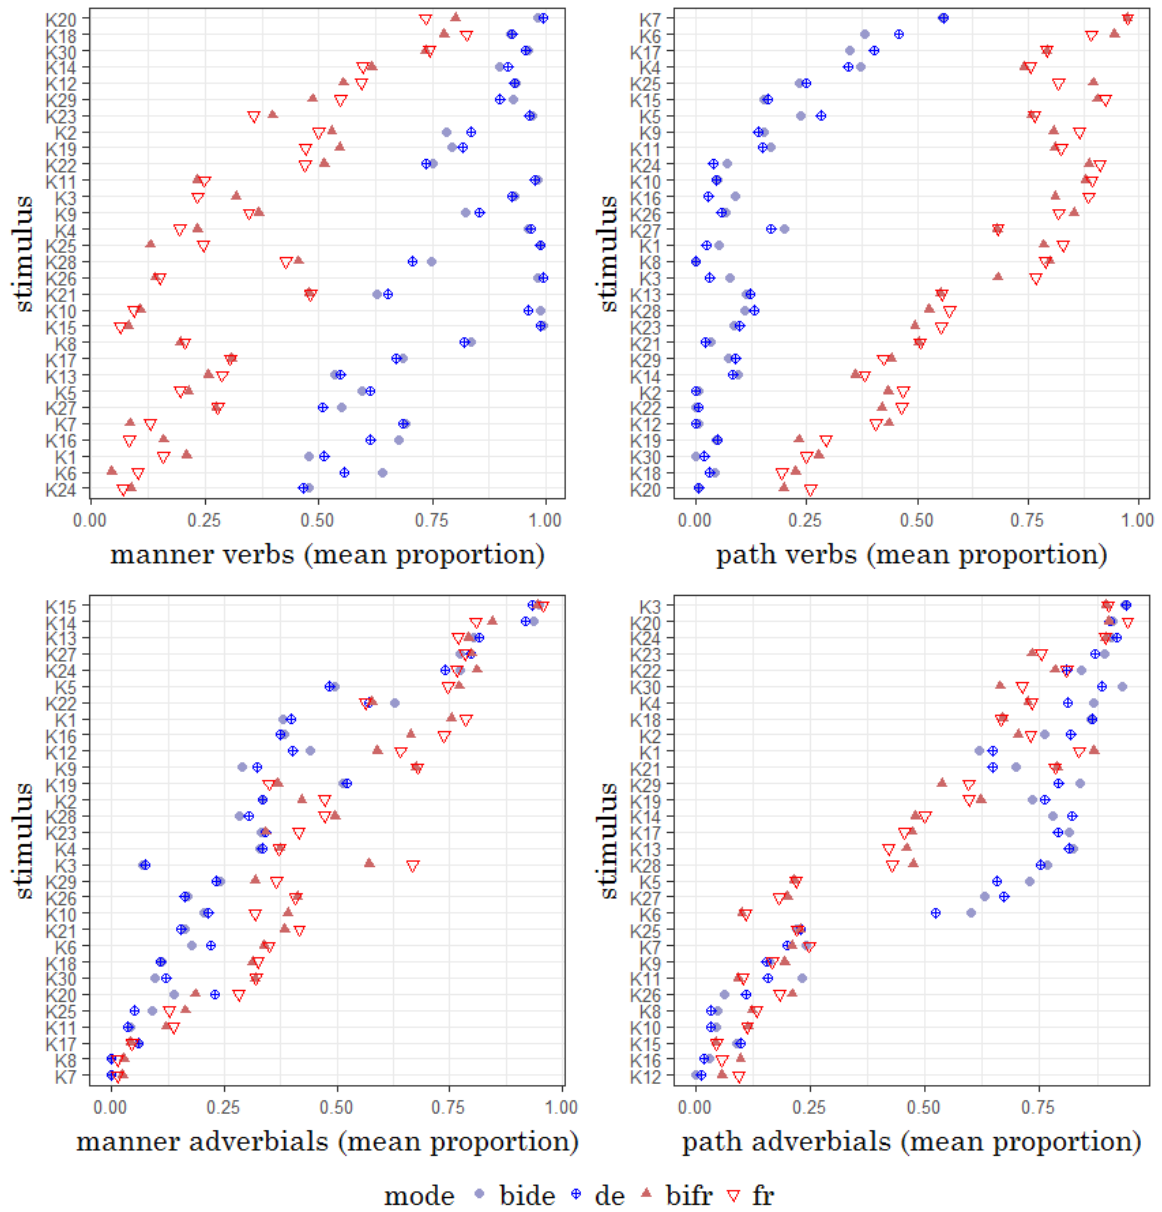 K20
K18
K30
K14
K12
K29
K23
K2
K19
K22
K11
K3
K9
K4
K25
K28
K26
K21
K10
K15
K8
K17
K13
K5
K27
K7
K16
K1
K6
K24
stimulus
0.00 0.25 0.50 0.75 1.00
manner verbs (mean proportion)
K7
K6
K17
K4
K25
K15
K5
K9
K11
K24
K10
K16
K26
K27
K1
K8
K3
K13
K28
K23
K21
K29
K14
K2
K22
K12
K19
K30
K18
K20
stimulus
0.00 0.25 0.50 0.75 1.00
path verbs (mean proportion)
K15
K14
K13
K27
K24
K5
K22
K1
K16
K12
K9
K19
K2
K28
K23
K4
K3
K29
K26
K10
K21
K6
K18
K30
K20
K25
K11
K17
K8
K7
stimulus
0.00 0.25 0.50 0.75 1.00
manner adverbials (mean proportion)
K3
K20
K24
K23
K22
K30
K4
K18
K2
K1
K21
K29
K19
K14
K17
K13
K28
K5
K27
K6
K25
K7
K9
K11
K26
K8
K10
K15
K16
K12
stimulus
0.00 0.25 0.50 0.75
path adverbials (mean proportion)
mode bide de bifr fr